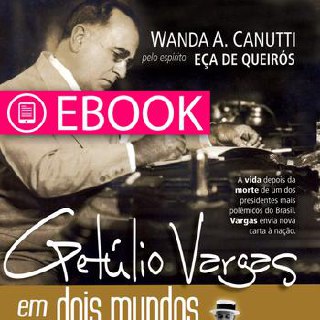 WANDA A. CANUTTI
pelo espírito EÇA DE QUEIRÓS
EBOOK
A vida depois da
morte de um dos
presidentes mais
polêmicos do Brasil.
Vargas envia nova
carta à nação.
Getúlio Vargas
em dois mundos